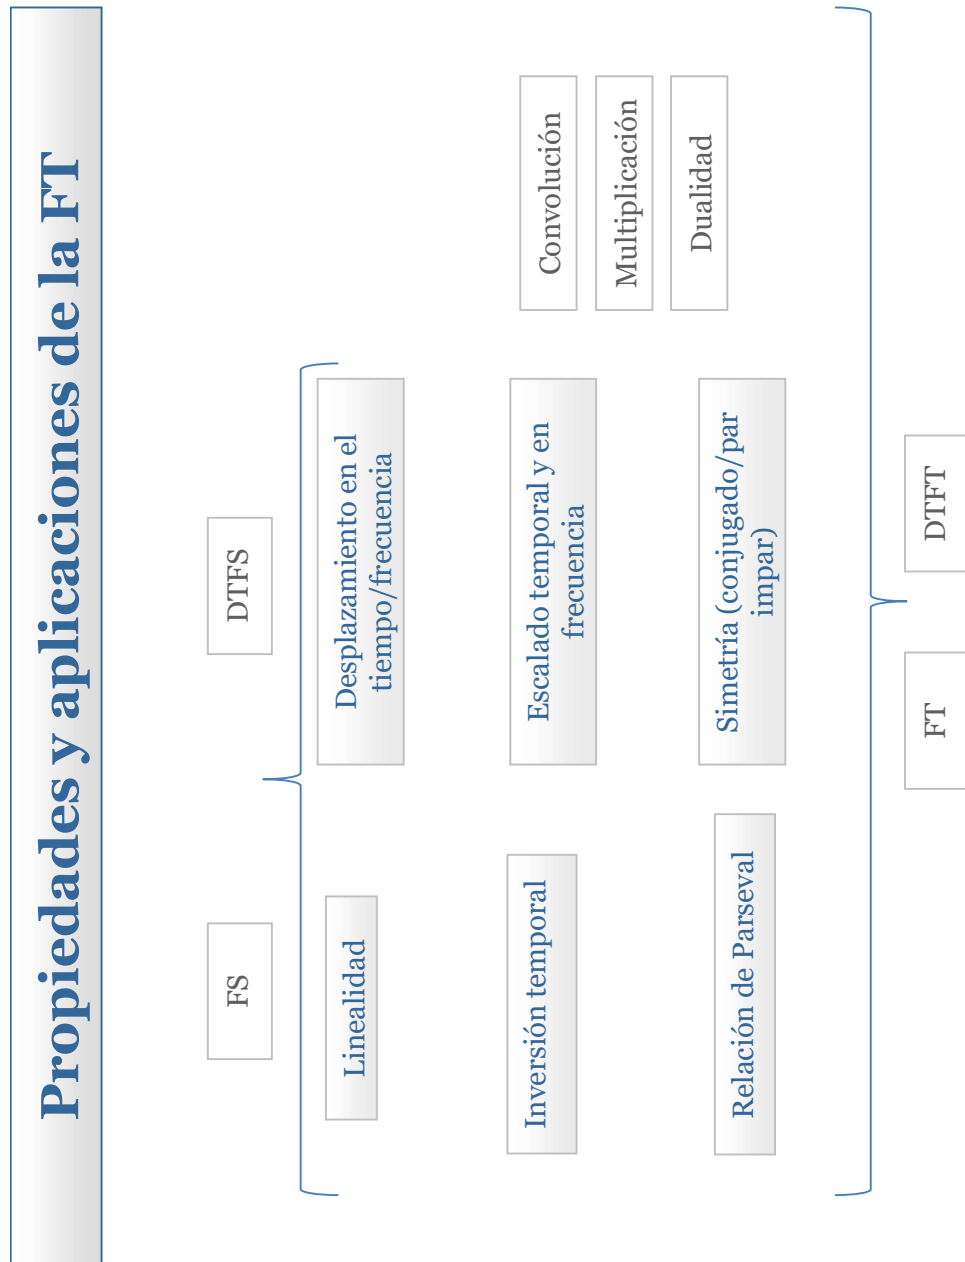 Propiedades y aplicaciones de la FT
FS
DTFS
Linealidad
Desplazamiento en el
tiempo/frecuencia
Inversión temporal
Escalado temporal y en
frecuencia
Convolución
Multiplicación
Dualidad
Relación de Parseval
Simetría (conjugado/par
impar)
FT
DTFT